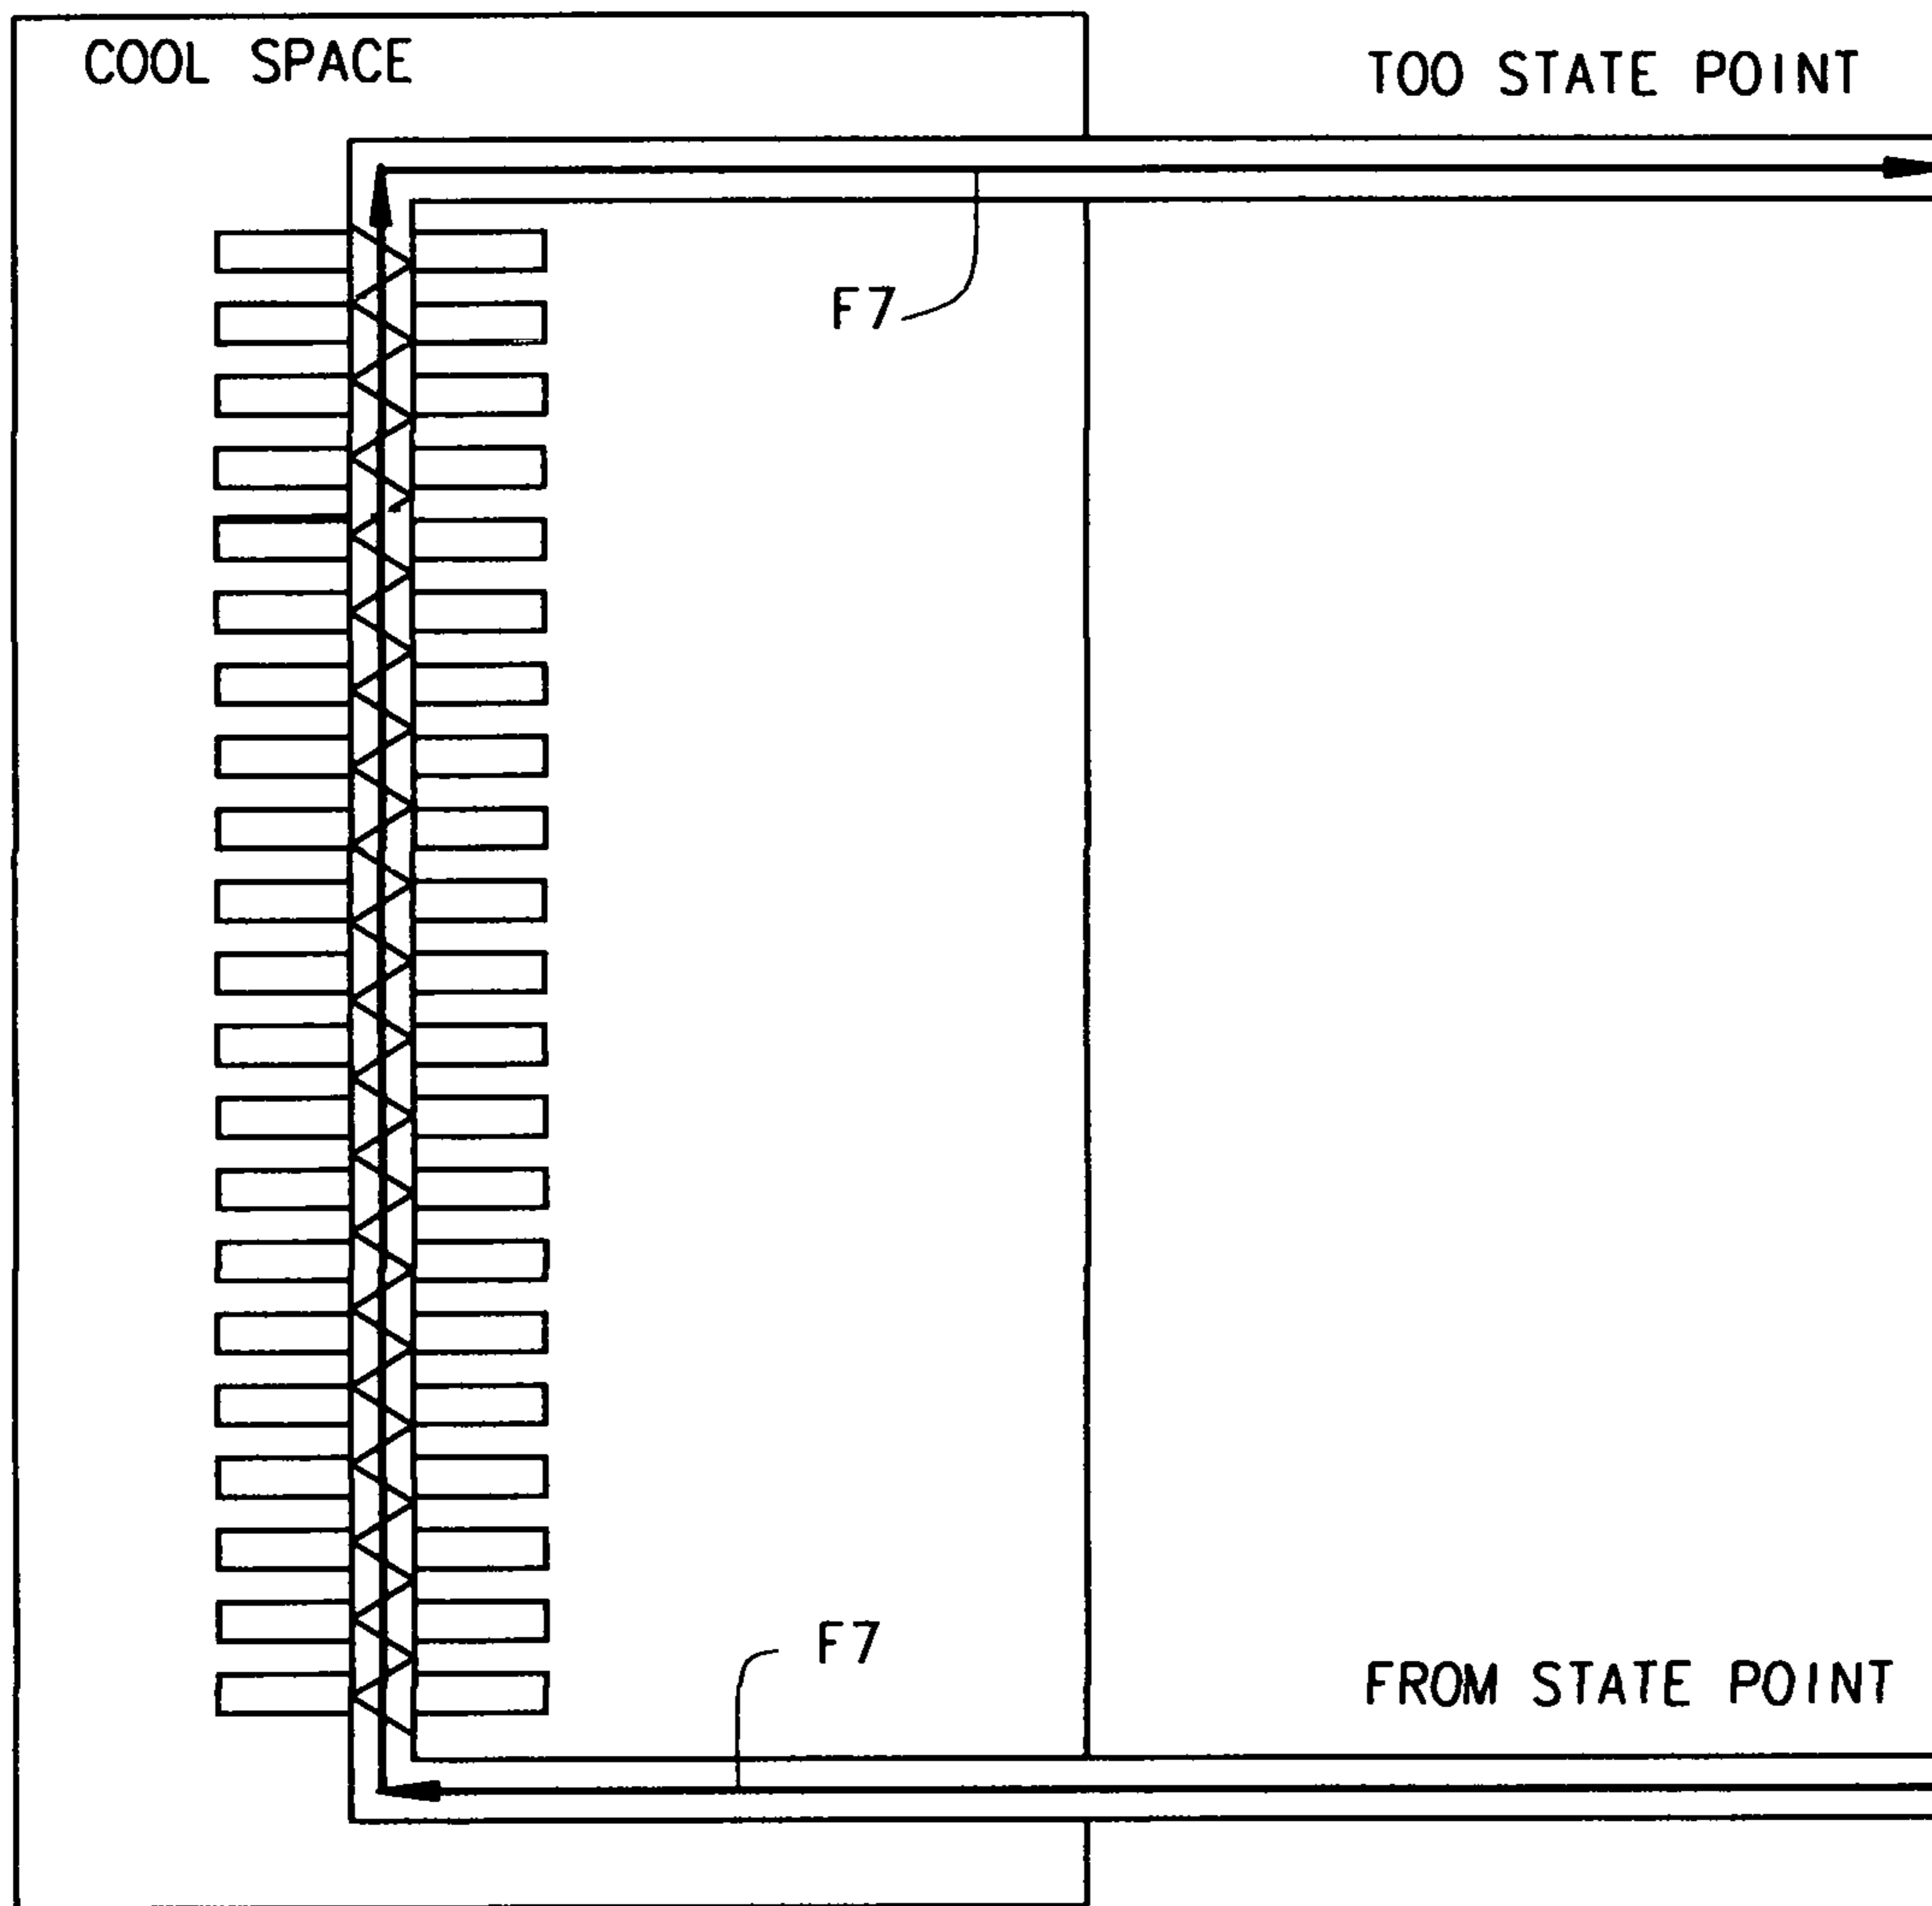 COOL SPACE
TOO STATE POINT
F7
F7
FROM STATE POINT